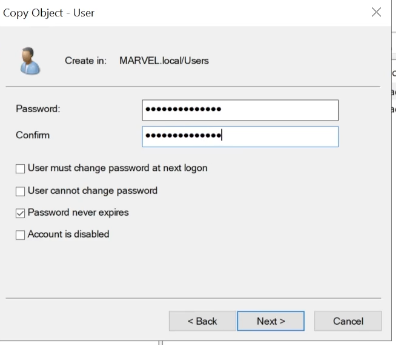 Copy Object - User
Create in: MARVEL.local/Users
Password: ••••••••••••••
Confirm ••••••••••••••
User must change password at next logon
User cannot change password
Password never expires
Account is disabled
< Back Next > Cancel